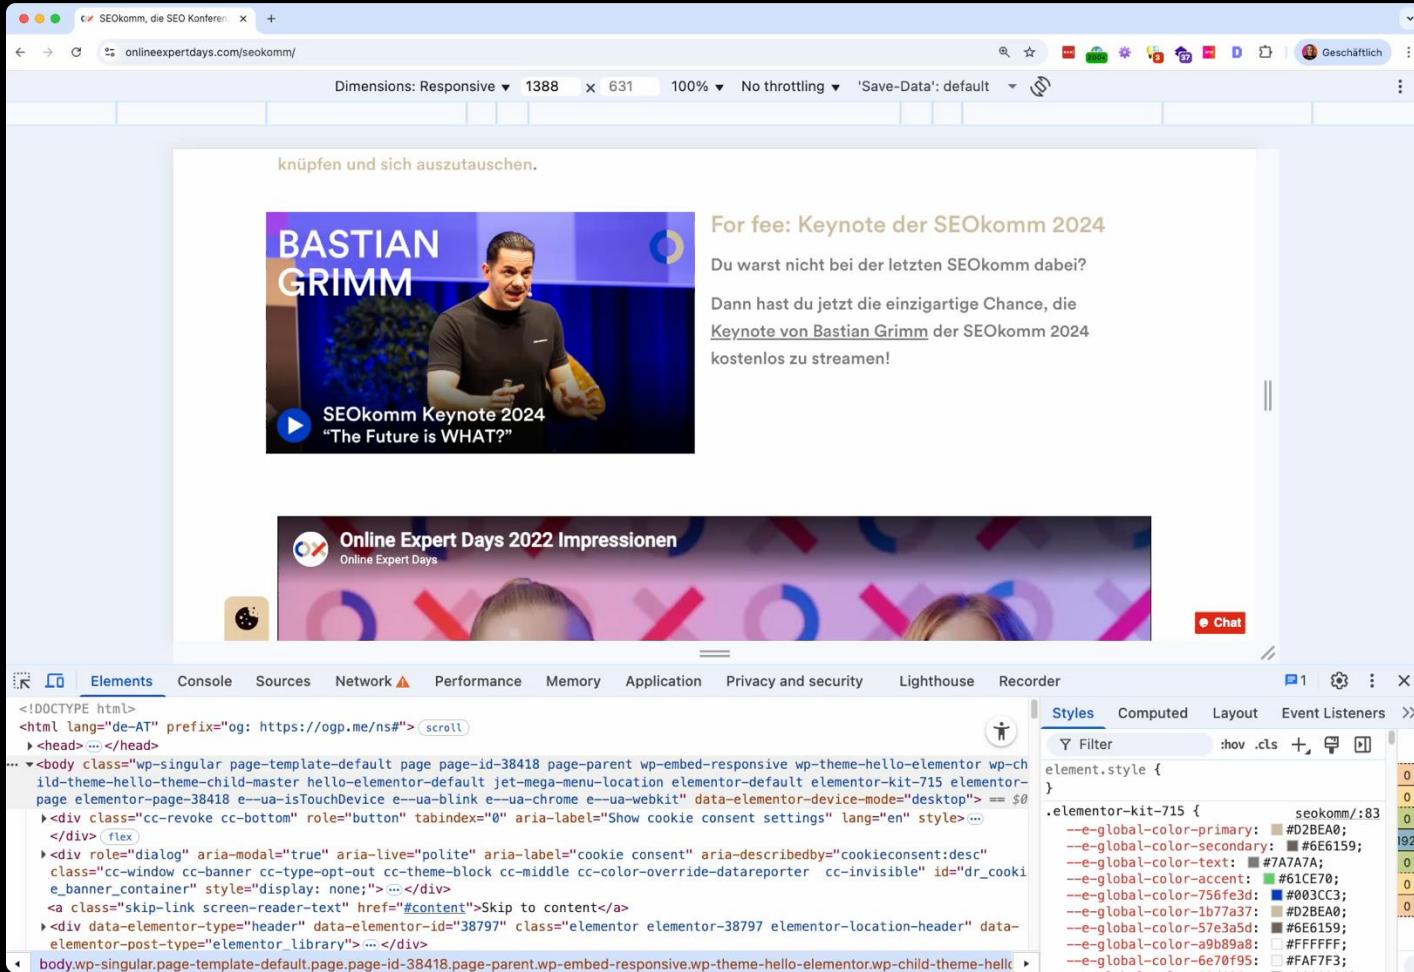 SEOkomm, die SEO Konferen
onlineexpertdays.com/seokomm/
200+
3
37
D
Geschäftlich
Dimensions: Responsive 1388 x 631 100% No throttling 'Save-Data': default
knüpfen und sich auszutauschen.
BASTIAN
GRIMM
SEOkomm Keynote 2024
“The Future is WHAT?”
For fee: Keynote der SEOkomm 2024
Du warst nicht bei der letzten SEOkomm dabei?
Dann hast du jetzt die einzigartige Chance, die
Keynote von Bastian Grimm der SEOkomm 2024
kostenlos zu streamen!
Online Expert Days 2022 Impressionen
Online Expert Days
Chat
Elements Console Sources Network Performance Memory Application Privacy and security Lighthouse Recorder 1
<!DOCTYPE html>
<html lang="de-AT" prefix="og: https://ogp.me/ns#"> scroll
<head> … </head>
<body class="wp-singular page-template-default page page-id-38418 page-parent wp-embed-responsive wp-theme-hello-elementor wp-ch
ild-theme-hello-theme-child-master hello-elementor-default jet-mega-menu-location elementor-default elementor-kit-715 elementor-
page elementor-page-38418 e--ua-isTouchDevice e--ua-blink e--ua-chrome e--ua-webkit" data-elementor-device-mode="desktop"> == $0
<div class="cc-revoke cc-bottom" role="button" tabindex="0" aria-label="Show cookie consent settings" lang="en" style> …
</div> flex
<div role="dialog" aria-modal="true" aria-live="polite" aria-label="cookie consent" aria-describedby="cookieconsent:desc"
class="cc-window cc-banner cc-type-opt-out cc-theme-block cc-middle cc-color-override-datareporter cc-invisible" id="dr_cooki
e_banner_container" style="display: none;"> … </div>
<a class="skip-link screen-reader-text" href="#content">Skip to content</a>
<div data-elementor-type="header" data-elementor-id="38797" class="elementor elementor-38797 elementor-location-header" data-
elementor-post-type="elementor_library"> … </div>
body.wp-singular.page-template-default.page.page-id-38418.page-parent.wp-embed-responsive.wp-theme-hello-elementor.wp-child-theme-hello
Styles Computed Layout Event Listeners
Filter :hov .cls
element.style {
}
.elementor-kit-715 { seokomm/:83
--e-global-color-primary: #D2BEA0;
--e-global-color-secondary: #6E6159;
--e-global-color-text: #7A7A7A;
--e-global-color-accent: #61CE70;
--e-global-color-756fe3d: #003CC3;
--e-global-color-1b77a37: #D2BEA0;
--e-global-color-57e3a5d: #6E6159;
--e-global-color-a9b89a8: #FFFFFF;
--e-global-color-6e70f95: #FAF7F3;
0
0
0
192
0
0
0